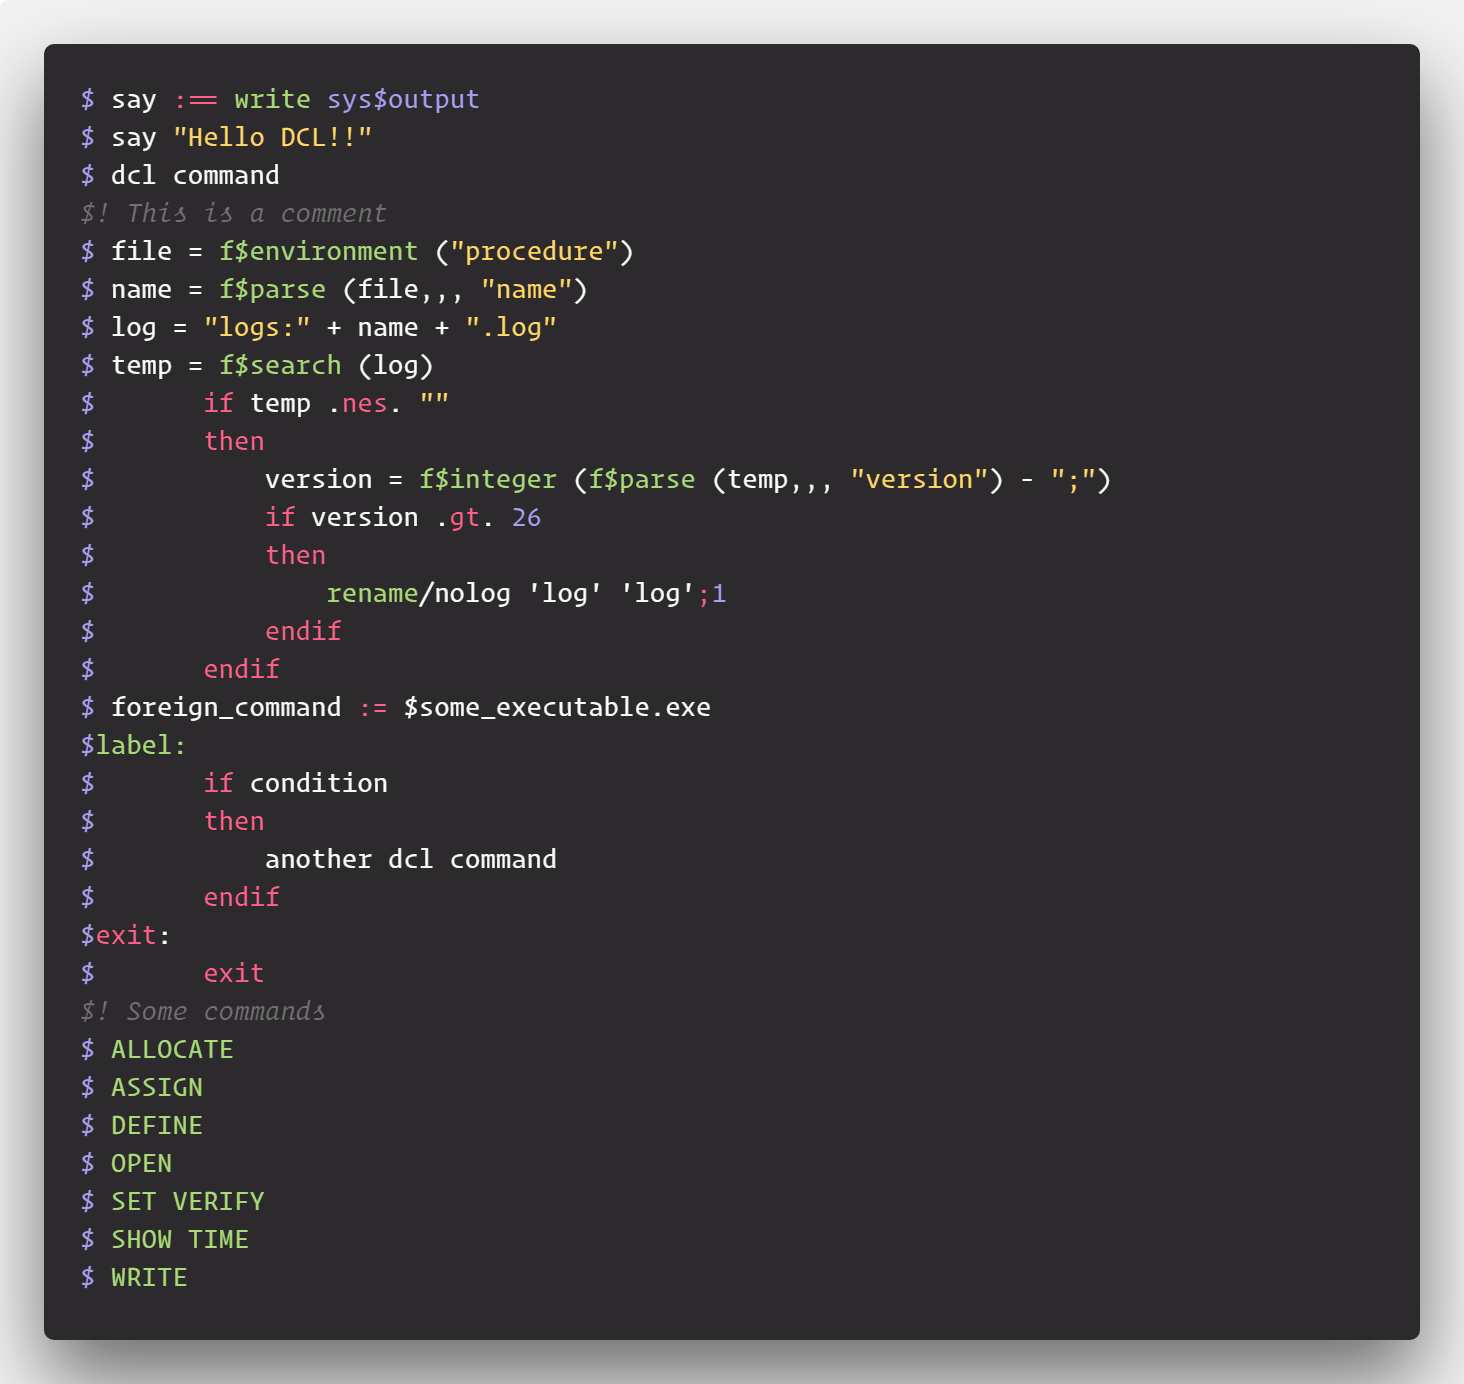 $ say :== write sys$output
$ say "Hello DCL!!"
$ dcl command
$! This is a comment
$ file = f$environment ("procedure")
$ name = f$parse (file,,, "name")
$ log = "logs:" + name + ".log"
$ temp = f$search (log)
$       if temp .nes. ""
$       then
$           version = f$integer (f$parse (temp,,, "version") - ";")
$           if version .gt. 26
$           then
$               rename/nolog 'log' 'log';1
$           endif
$       endif
$ foreign_command := $some_executable.exe
$label:
$       if condition
$       then
$           another dcl command
$       endif
$exit:
$       exit
$! Some commands
$ ALLOCATE
$ ASSIGN
$ DEFINE
$ OPEN
$ SET VERIFY
$ SHOW TIME
$ WRITE